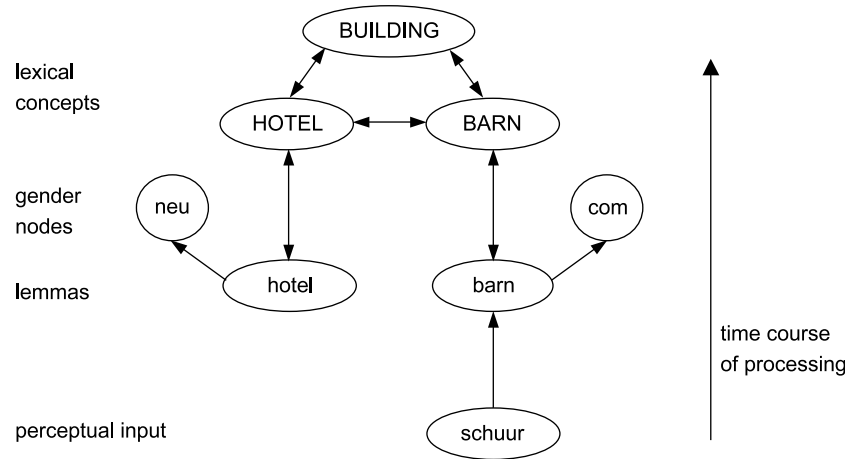 BUILDING
lexical
concepts
HOTEL
BARN
gender
nodes
neu
com
lemmas
hotel
barn
time course
of processing
perceptual input
schuur